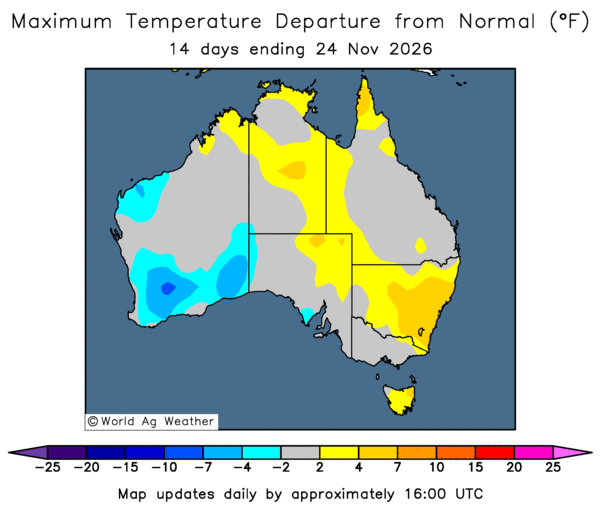 Maximum Temperature Departure from Normal (°F)
14 days ending 24 Nov 2026
©World Ag Weather
-25 -20 -15 -10 -7 -4 -2 2 4 7 10 15 20 25
Map updates daily by approximately 16:00 UTC